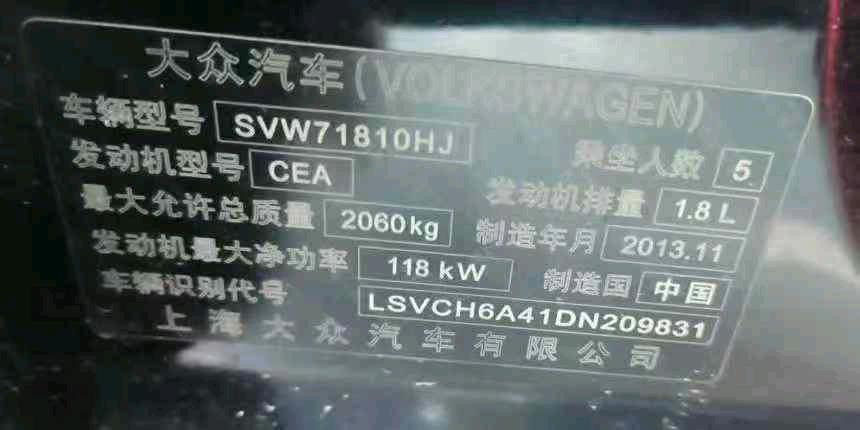 大众汽车(VOLKSWAGEN)
车辆型号 SVW71810HJ 乘坐人数 5
发动机型号 CEA 发动机排量 1.8 L
最大允许总质量 2060kg 制造年月 2013.11
发动机最大净功率 118 kW 制造国 中国
车辆识别代号 LSVCH6A41DN209831
上海大众汽车有限公司